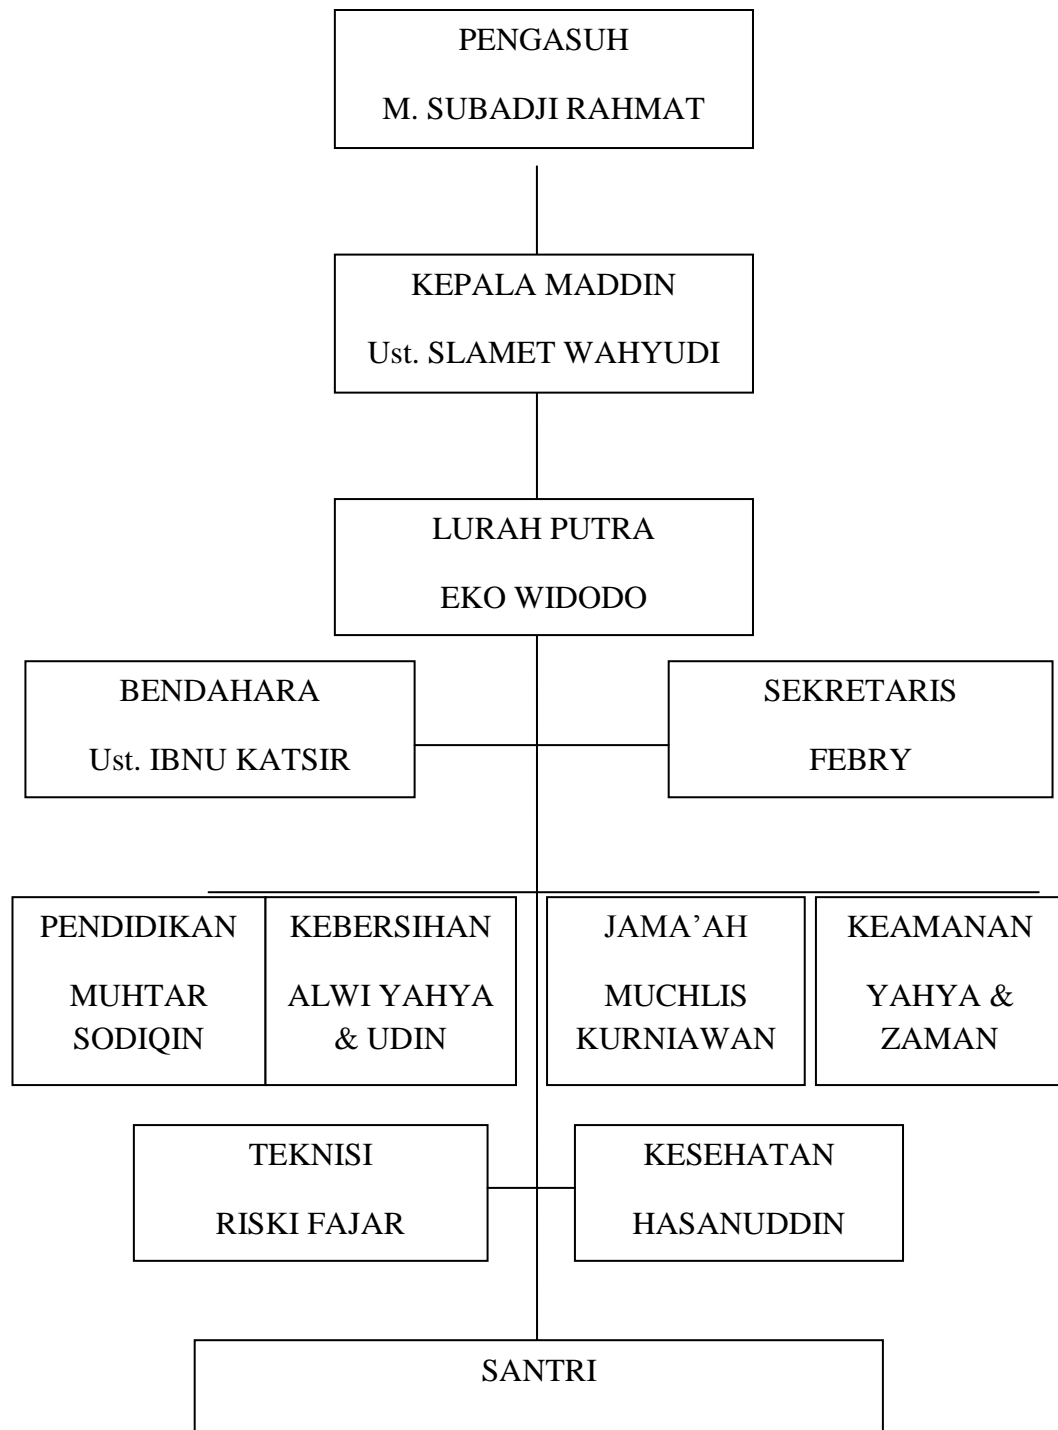 PENGASUH
M. SUBADJI RAHMAT
KEPALA MADDIN
Ust. SLAMET WAHYUDI
LURAH PUTRA
EKO WIDODO
BENDAHARA
Ust. IBNU KATSIR
SEKRETARIS
FEBRY
PENDIDIKAN
MUHTAR
SODIQIN
KEBERSIHAN
ALWI YAHYA
& UDIN
JAMA’AH
MUCHLIS
KURNIAWAN
KEAMANAN
YAHYA &
ZAMAN
TEKNISI
RISKI FAJAR
KESEHATAN
HASANUDDIN
SANTRI